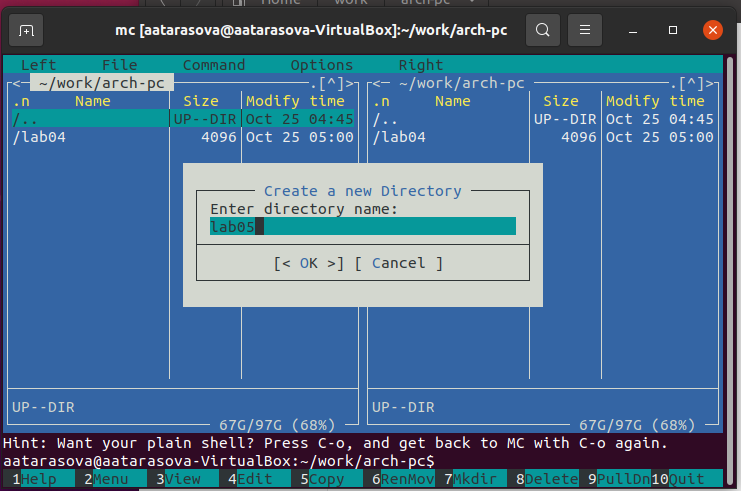 Home work arch-pc
mc [aatarasova@aatarasova-VirtualBox]:~/work/arch-pc
Left File Command Options Right
<─ ~/work/arch-pc ─.[^]> <─ ~/work/arch-pc ─.[^]>
.n Name Size Modify time .n Name Size Modify time
/.. UP--DIR Oct 25 04:45 /.. UP--DIR Oct 25 04:45
/lab04 4096 Oct 25 05:00 /lab04 4096 Oct 25 05:00
Create a new Directory
Enter directory name:
lab05
[< OK >] [ Cancel ]
UP--DIR UP--DIR
67G/97G (68%) 67G/97G (68%)
Hint: Want your plain shell? Press C-o, and get back to MC with C-o again.
aatarasova@aatarasova-VirtualBox:~/work/arch-pc$
1Help 2Menu 3View 4Edit 5Copy 6RenMov 7Mkdir 8Delete 9PullDn 10Quit